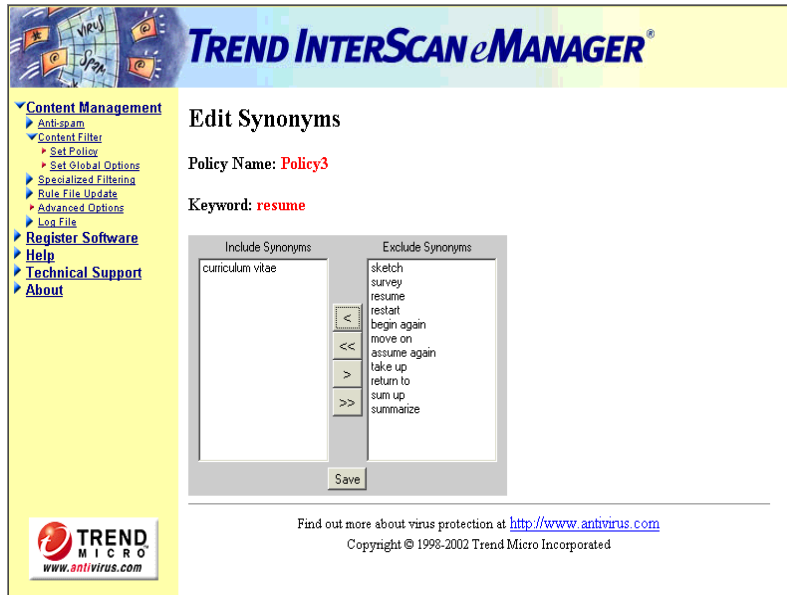 VIRUS
SPAM
TREND INTERSCAN eMANAGER®
Content Management
Anti-spam
Content Filter
Set Policy
Set Global Options
Specialized Filtering
Rule File Update
Advanced Options
Log File
Register Software
Help
Technical Support
About
Edit Synonyms
Policy Name: Policy3
Keyword: resume
Include Synonyms
curriculum vitae
<
<<
>
>>
Exclude Synonyms
sketch
survey
resume
restart
begin again
move on
assume again
take up
return to
sum up
summarize
Save
TREND
MICRO
www.antivirus.com
Find out more about virus protection at http://www.antivirus.com
Copyright © 1998-2002 Trend Micro Incorporated